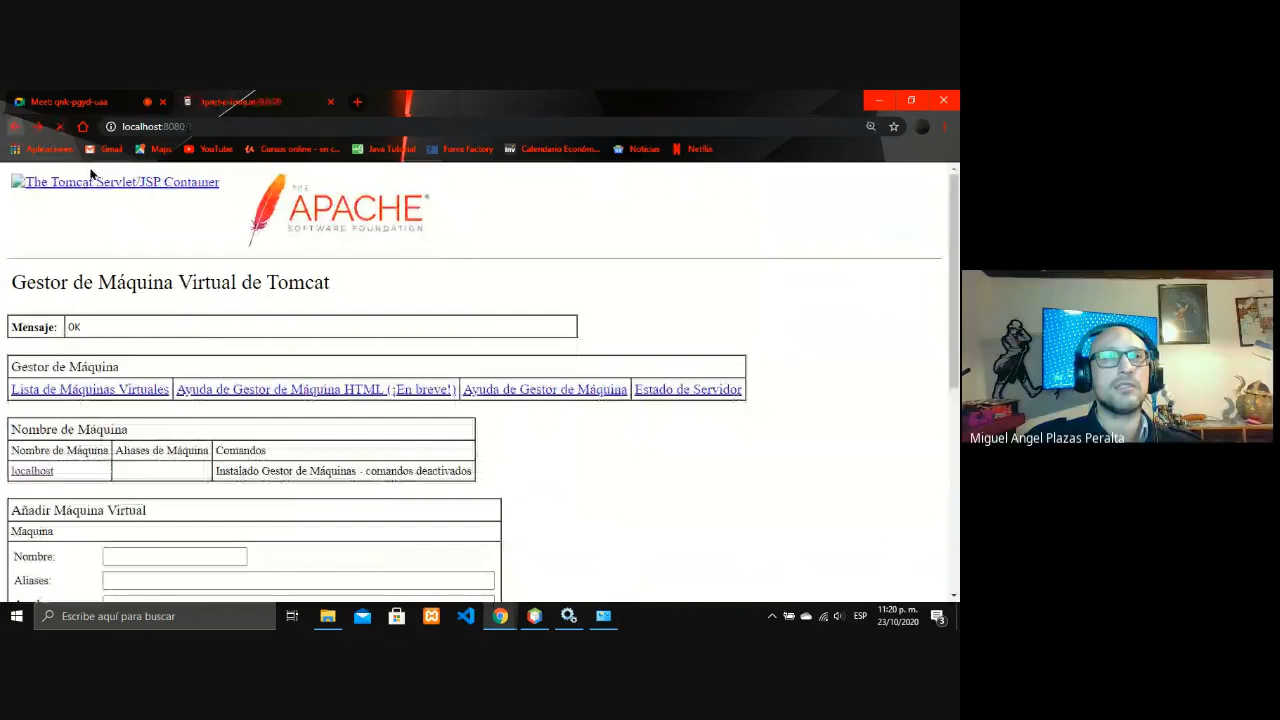 Meet: qnk-pgyd-uaa
localhost:8080/
Aplicaciones Gmail Maps YouTube Cursos online - en c... Java Tutorial Forex Factory Calendario Económ... Noticias Netflix
The Tomcat Servlet/JSP Container
THE
APACHE®
SOFTWARE FOUNDATION
Gestor de Máquina Virtual de Tomcat
Mensaje: OK
Gestor de Máquina
Lista de Máquinas Virtuales Ayuda de Gestor de Máquina HTML (¡En breve!) Ayuda de Gestor de Máquina Estado de Servidor
Nombre de Máquina
Nombre de Máquina Aliases de Máquina Comandos
localhost Instalado Gestor de Máquinas - comandos deactivados
Añadir Máquina Virtual
Maquina
Nombre:
Aliases:
Miguel Angel Plazas Peralta
Escribe aquí para buscar
ESP
11:20 p. m.
23/10/2020
3